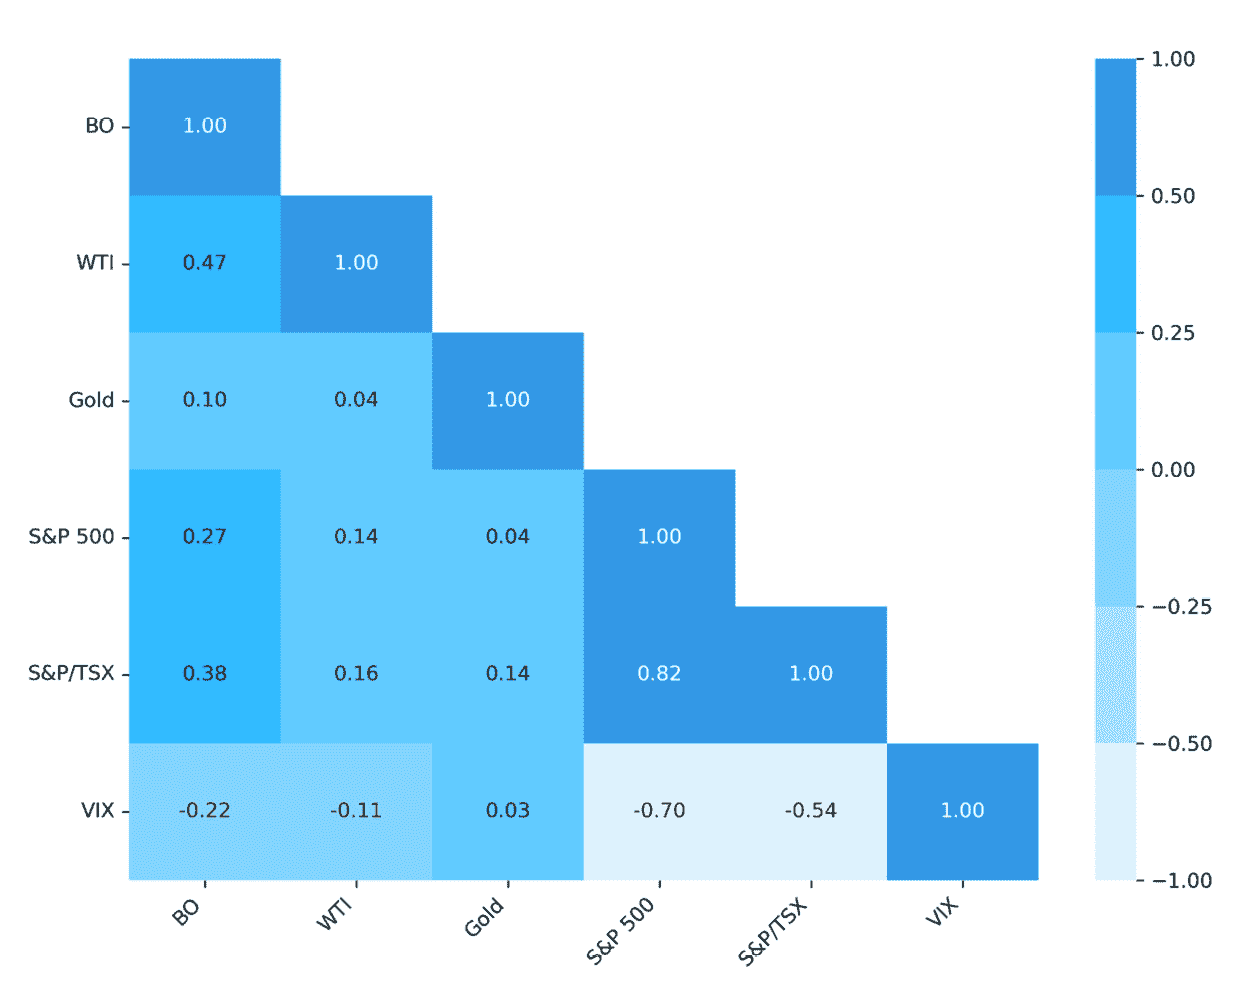 BO
1.00
WTI
0.47 1.00
Gold
0.10 0.04 1.00
S&P 500
0.27 0.14 0.04 1.00
S&P/TSX
0.38 0.16 0.14 0.82 1.00
VIX
-0.22 -0.11 0.03 -0.70 -0.54 1.00
BO WTI Gold S&P 500 S&P/TSX VIX
1.00
0.50
0.25
0.00
−0.25
−0.50
−1.00